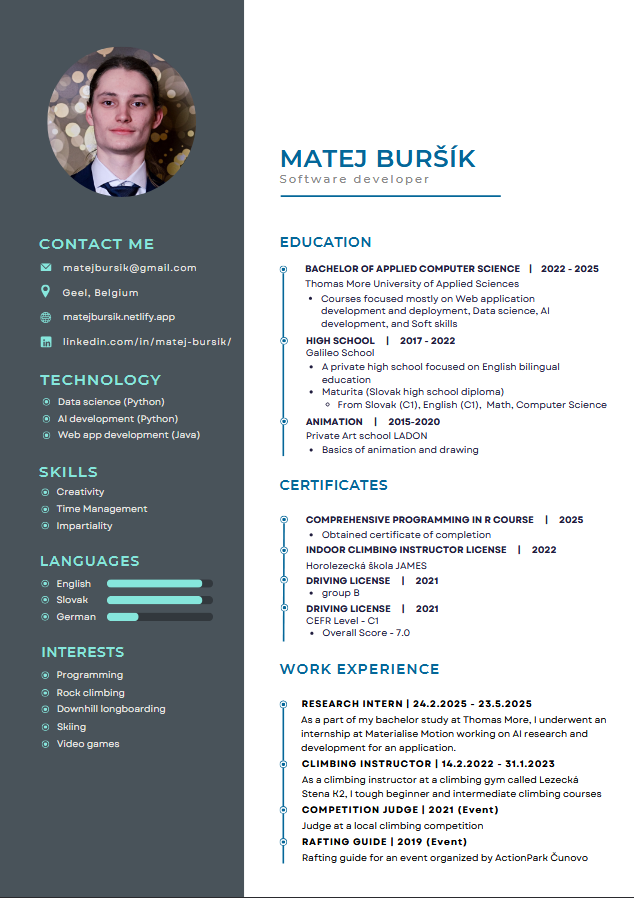 MATEJ BURŠÍK
Software developer
CONTACT ME
matejbursik@gmail.com
Geel, Belgium
matejbursik.netlify.app
linkedin.com/in/matej-bursik/
TECHNOLOGY
Data science (Python)
AI development (Python)
Web app development (Java)
SKILLS
Creativity
Time Management
Impartiality
LANGUAGES
English
Slovak
German
INTERESTS
Programming
Rock climbing
Downhill longboarding
Skiing
Video games
EDUCATION
BACHELOR OF APPLIED COMPUTER SCIENCE | 2022 - 2025
Thomas More University of Applied Sciences
Courses focused mostly on Web application
development and deployment, Data science, AI
development, and Soft skills
HIGH SCHOOL | 2017 - 2022
Galileo School
A private high school focused on English bilingual
education
Maturita (Slovak high school diploma)
From Slovak (C1), English (C1), Math, Computer Science
ANIMATION | 2015-2020
Private Art school LADON
Basics of animation and drawing
CERTIFICATES
COMPREHENSIVE PROGRAMMING IN R COURSE | 2025
Obtained certificate of completion
INDOOR CLIMBING INSTRUCTOR LICENSE | 2022
Horolezecká škola JAMES
DRIVING LICENSE | 2021
group B
DRIVING LICENSE | 2021
CEFR Level - C1
Overall Score - 7.0
WORK EXPERIENCE
RESEARCH INTERN | 24.2.2025 - 23.5.2025
As a part of my bachelor study at Thomas More, I underwent an
internship at Materialise Motion working on AI research and
development for an application.
CLIMBING INSTRUCTOR | 14.2.2022 - 31.1.2023
As a climbing instructor at a climbing gym called Lezecká
Stena K2, I tough beginner and intermediate climbing courses
COMPETITION JUDGE | 2021 (Event)
Judge at a local climbing competition
RAFTING GUIDE | 2019 (Event)
Rafting guide for an event organized by ActionPark Čunovo